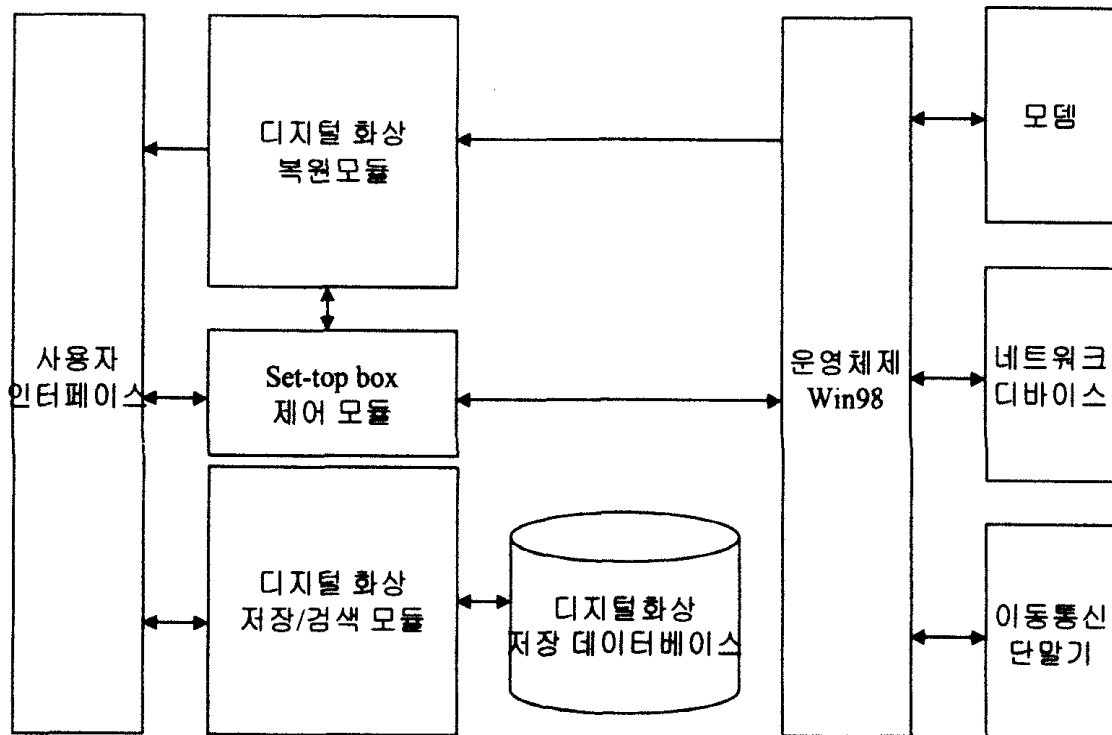 디지털 화상
복원모듈
모뎀
사용자
인터페이스
Set-top box
제어 모듈
운영체제
Win98
네트워크
디바이스
디지털 화상
저장/검색 모듈
디지털화상
저장 데이터베이스
이동통신
단말기